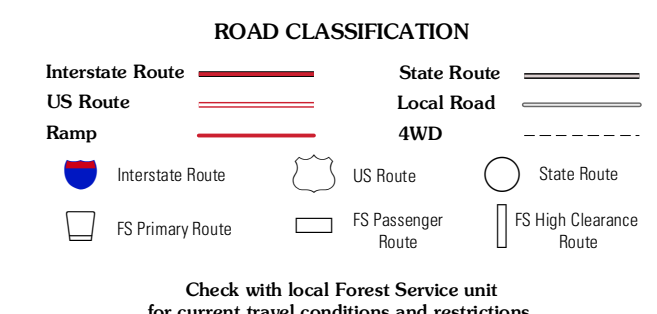 ROAD CLASSIFICATION
Interstate Route
State Route
US Route
Local Road
Ramp
4WD
Interstate Route
US Route
State Route
FS Primary Route
FS Passenger
Route
FS High Clearance
Route
Check with local Forest Service unit
for current travel conditions and restrictions